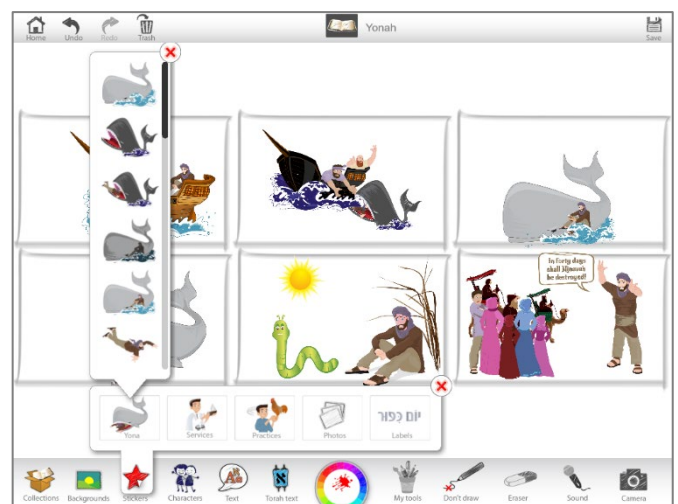 Home
Undo
Redo
Trash
Yonah
Save
In forty days
shall Ninevah
be destroyed!
Yona
Services
Practices
Photos
יום כפור
Labels
Collections
Backgrounds
Stickers
Characters
Text
Torah text
My tools
Don't draw
Eraser
Sound
Camera